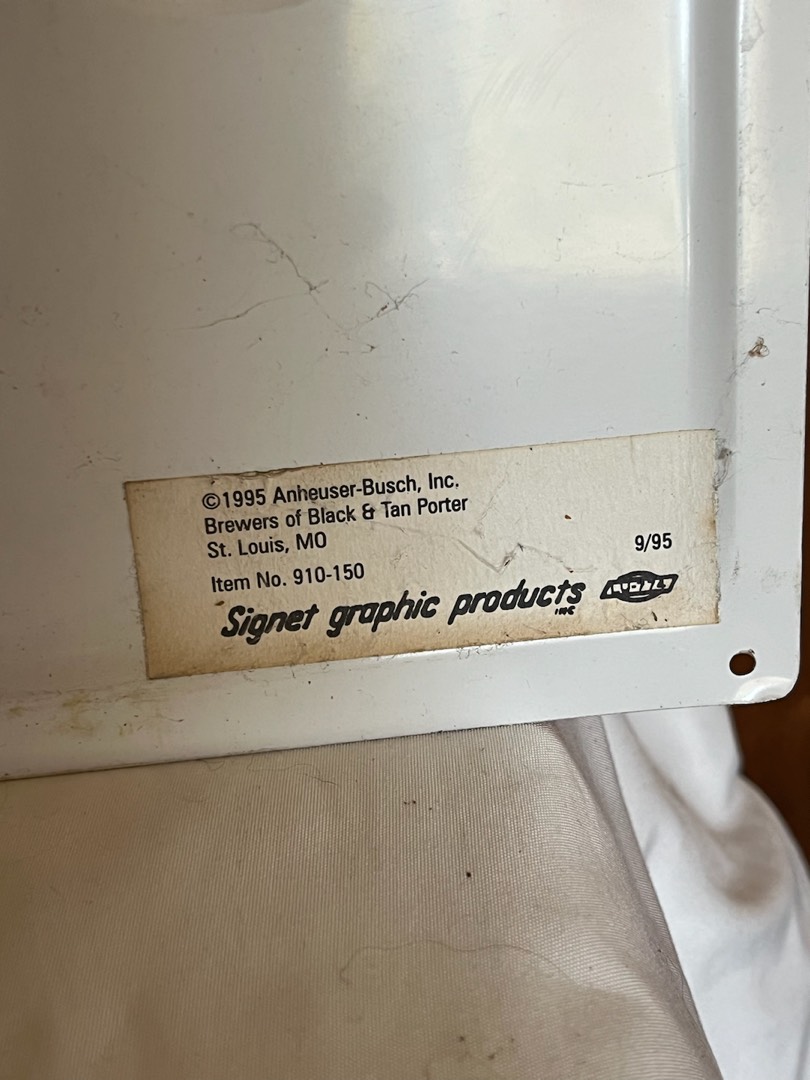 ©1995 Anheuser-Busch, Inc.
Brewers of Black & Tan Porter
St. Louis, MO
9/95
Item No. 910-150
Signet graphic products
INC